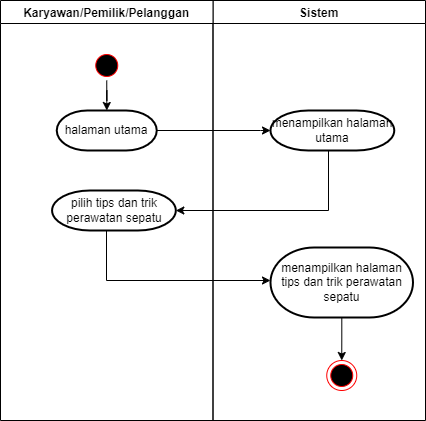 Karyawan/Pemilik/Pelanggan
Sistem
halaman utama
menampilkan halaman
utama
pilih tips dan trik
perawatan sepatu
menampilkan halaman
tips dan trik perawatan
sepatu